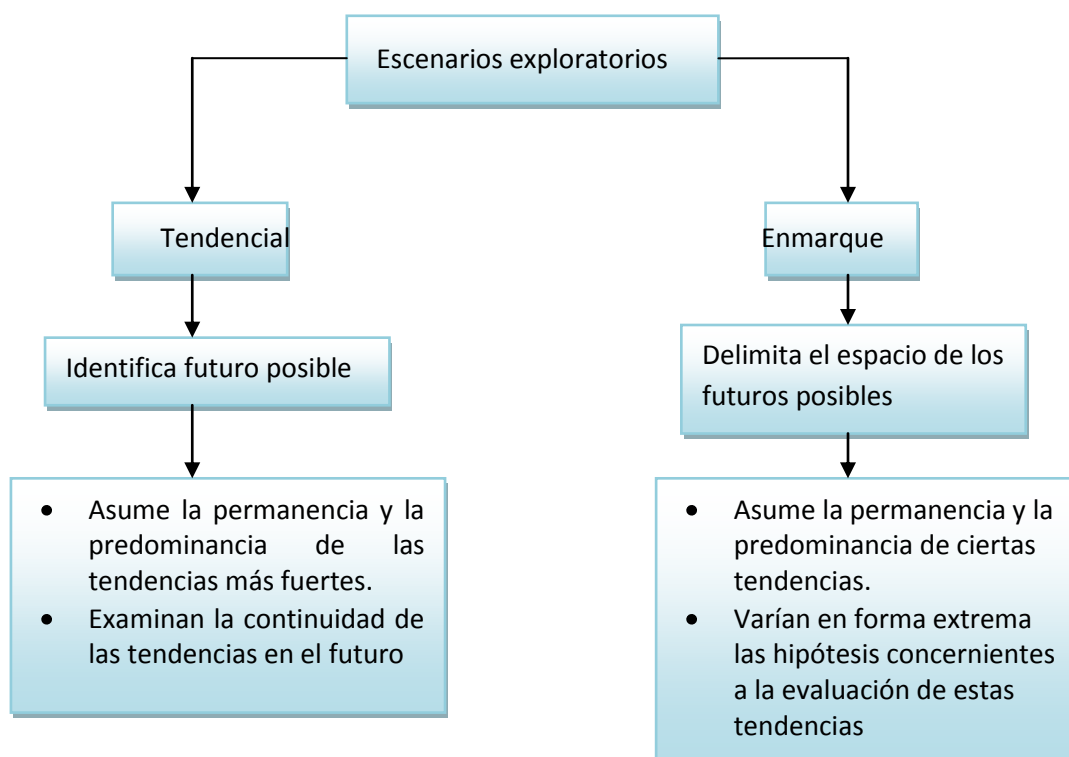 Escenarios exploratorios
Tendencial
Identifica futuro posible
• Asume la permanencia y la
predominancia de las
tendencias más fuertes.
• Examinan la continuidad de
las tendencias en el futuro
Enmarque
Delimita el espacio de los
futuros posibles
• Asume la permanencia y la
predominancia de ciertas
tendencias.
• Varían en forma extrema
las hipótesis concernientes
a la evaluación de estas
tendencias